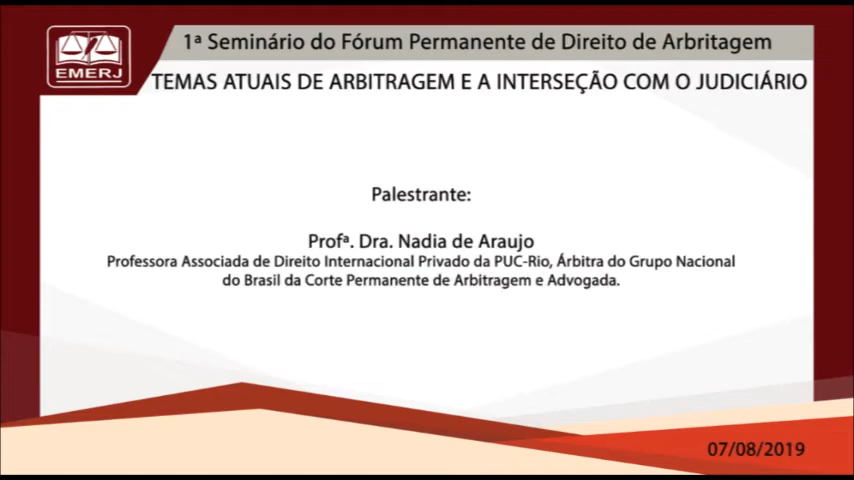 1ª Seminário do Fórum Permanente de Direito de Arbritagem
EMERJ
TEMAS ATUAIS DE ARBITRAGEM E A INTERSEÇÃO COM O JUDICIÁRIO
Palestrante:
Profª. Dra. Nadia de Araujo
Professora Associada de Direito Internacional Privado da PUC-Rio, Árbitra do Grupo Nacional
do Brasil da Corte Permanente de Arbitragem e Advogada.
07/08/2019